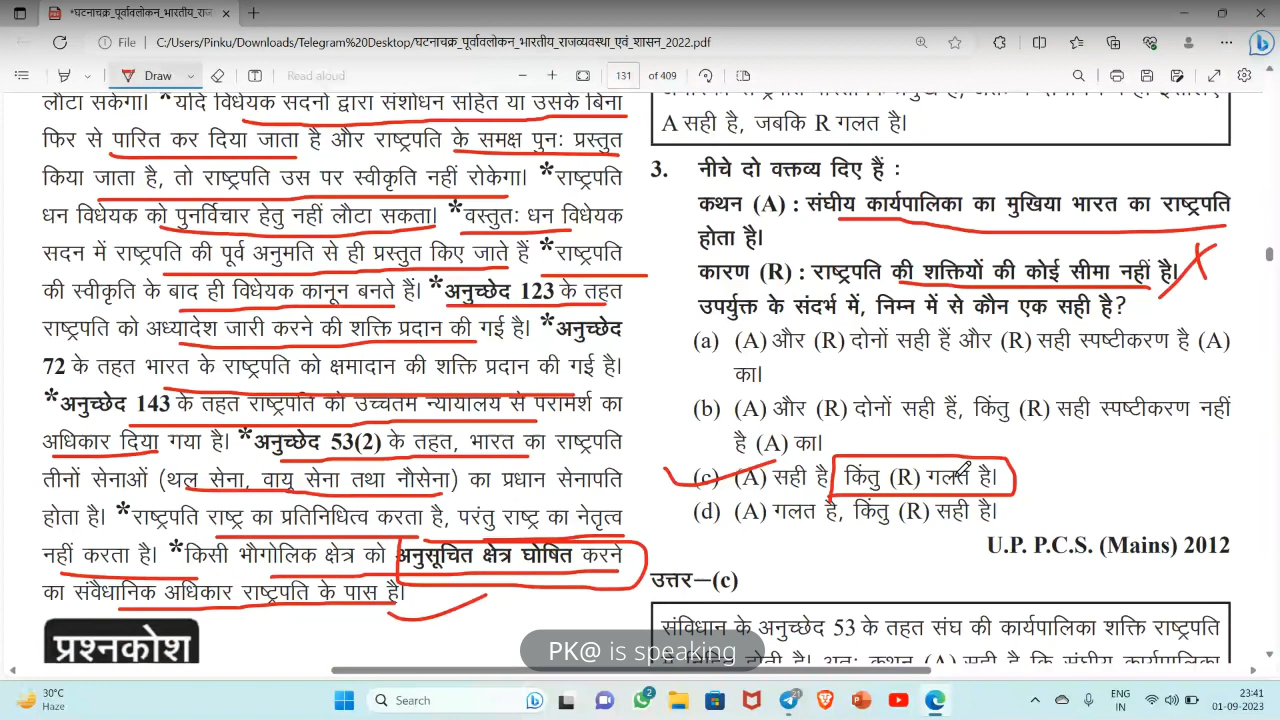 *घटनाचक्र_पूर्वावलोकन_भारतीय_राज
File
C:/Users/Pinku/Downloads/Telegram%20Desktop/घटनाचक्र_पूर्वावलोकन_भारतीय_राजव्यवस्था_एवं_शासन_2022.pdf
Draw
Read aloud
131
of 409
लौटा सकेगा। *यदि विधेयक सदनों द्वारा संशोधन सहित या उसके बिना
फिर से पारित कर दिया जाता है और राष्ट्रपति के समक्ष पुनः प्रस्तुत
किया जाता है, तो राष्ट्रपति उस पर स्वीकृति नहीं रोकेगा। *राष्ट्रपति
धन विधेयक को पुनर्विचार हेतु नहीं लौटा सकता। *वस्तुतः धन विधेयक
सदन में राष्ट्रपति की पूर्व अनुमति से ही प्रस्तुत किए जाते हैं *राष्ट्रपति
की स्वीकृति के बाद ही विधेयक कानून बनते हैं। *अनुच्छेद 123 के तहत
राष्ट्रपति को अध्यादेश जारी करने की शक्ति प्रदान की गई है। *अनुच्छेद
72 के तहत भारत के राष्ट्रपति को क्षमादान की शक्ति प्रदान की गई है।
*अनुच्छेद 143 के तहत राष्ट्रपति को उच्चतम न्यायालय से परामर्श का
अधिकार दिया गया है। *अनुच्छेद 53(2) के तहत, भारत का राष्ट्रपति
तीनों सेनाओं (थल सेना, वायु सेना तथा नौसेना) का प्रधान सेनापति
होता है। *राष्ट्रपति राष्ट्र का प्रतिनिधित्व करता है, परंतु राष्ट्र का नेतृत्व
नहीं करता है। *किसी भौगोलिक क्षेत्र को अनुसूचित क्षेत्र घोषित करने
का संवैधानिक अधिकार राष्ट्रपति के पास है।
प्रश्नकोश
A सही है, जबकि R गलत है।
3. नीचे दो वक्तव्य दिए हैं :
कथन (A) : संघीय कार्यपालिका का मुखिया भारत का राष्ट्रपति
होता है।
कारण (R) : राष्ट्रपति की शक्तियों की कोई सीमा नहीं है।
उपर्युक्त के संदर्भ में, निम्न में से कौन एक सही है?
(a) (A) और (R) दोनों सही हैं और (R) सही स्पष्टीकरण है (A)
का।
(b) (A) और (R) दोनों सही हैं, किंतु (R) सही स्पष्टीकरण नहीं
है (A) का।
(c) (A) सही है, किंतु (R) गलत है।
(d) (A) गलत है, किंतु (R) सही है।
U.P. P.C.S. (Mains) 2012
उत्तर–(c)
संविधान के अनुच्छेद 53 के तहत संघ की कार्यपालिका शक्ति राष्ट्रपति
PK@ is speaking
30°C
Haze
Search
2
21
ENG
IN
23:41
01-09-2023